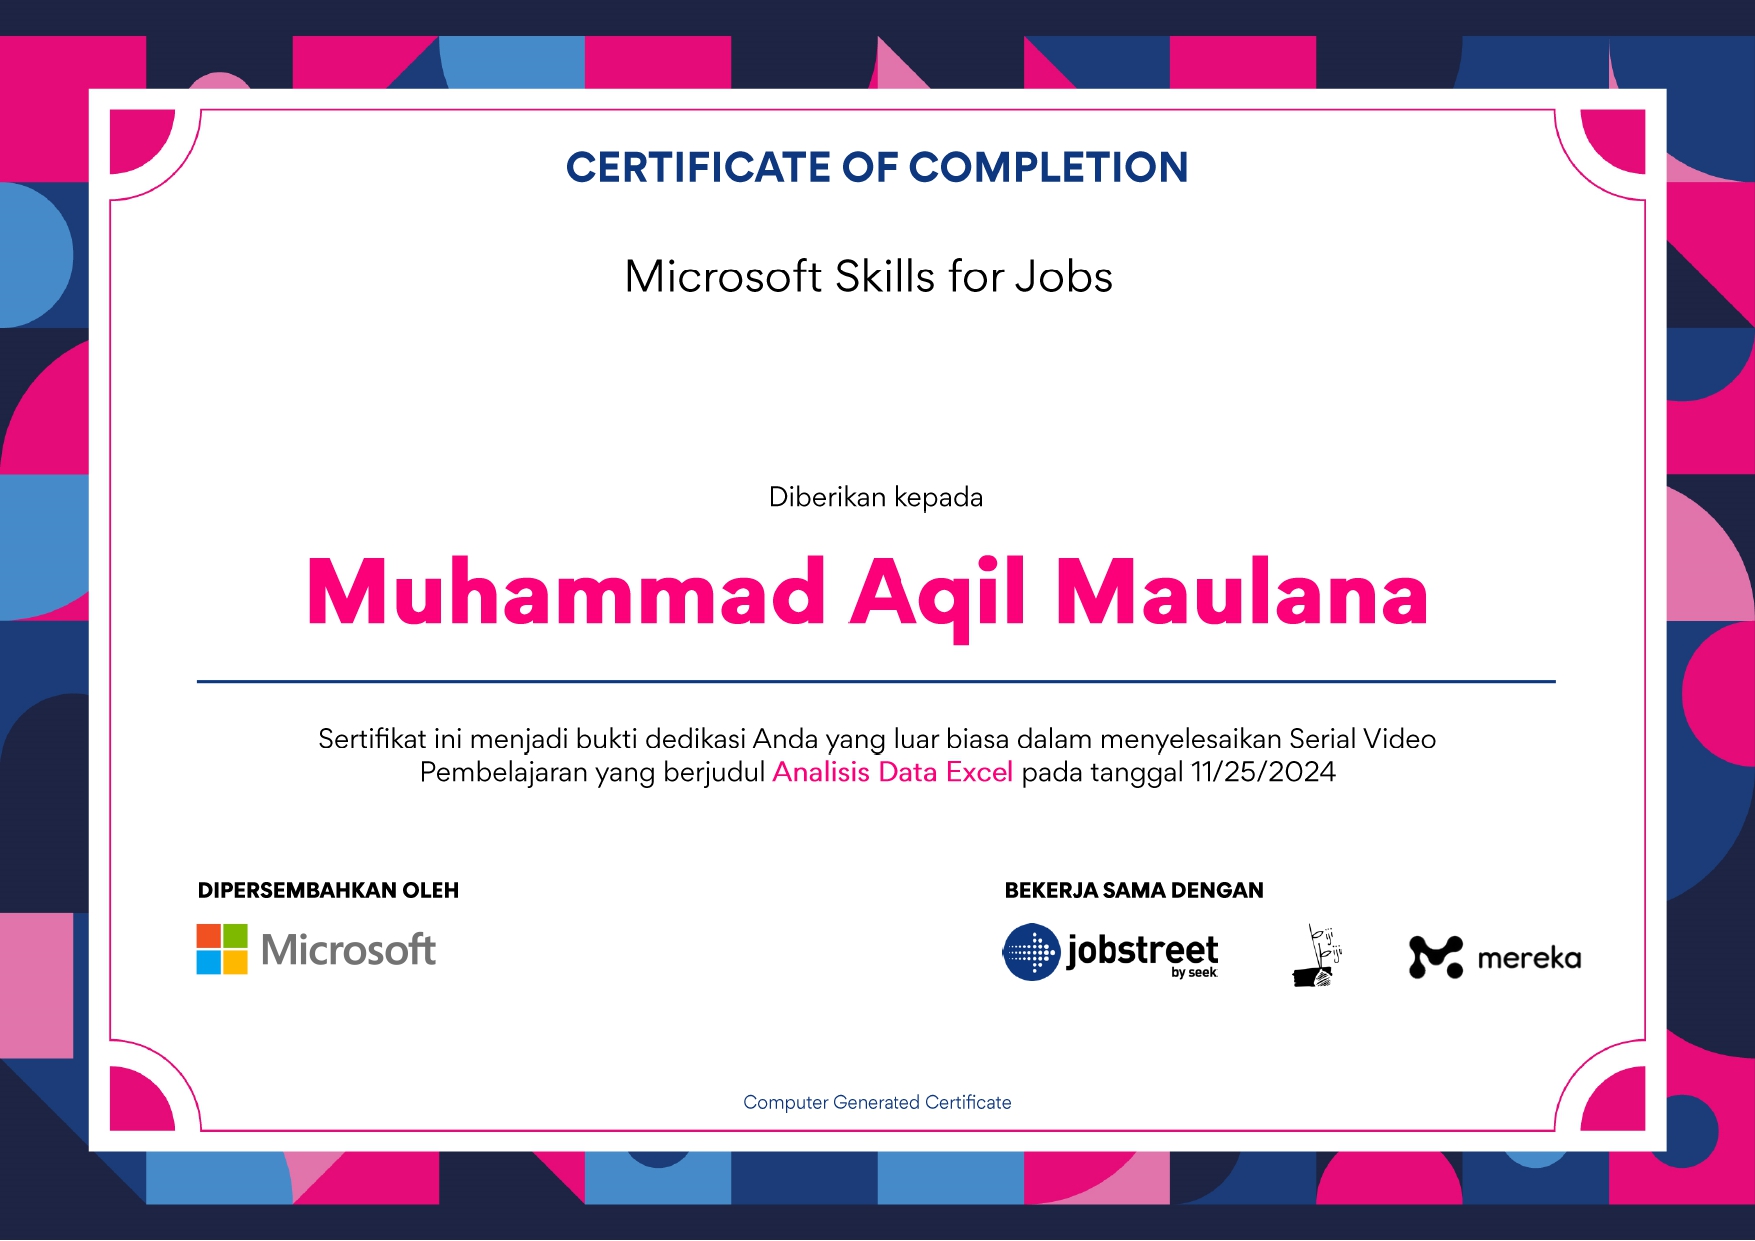 CERTIFICATE OF COMPLETION
Microsoft Skills for Jobs
Diberikan kepada
Muhammad Aqil Maulana
Sertifikat ini menjadi bukti dedikasi Anda yang luar biasa dalam menyelesaikan Serial Video
Pembelajaran yang berjudul Analisis Data Excel pada tanggal 11/25/2024
DIPERSEMBAHKAN OLEH
BEKERJA SAMA DENGAN
Microsoft
jobstreet
by seek
biji
biji
mereka
Computer Generated Certificate